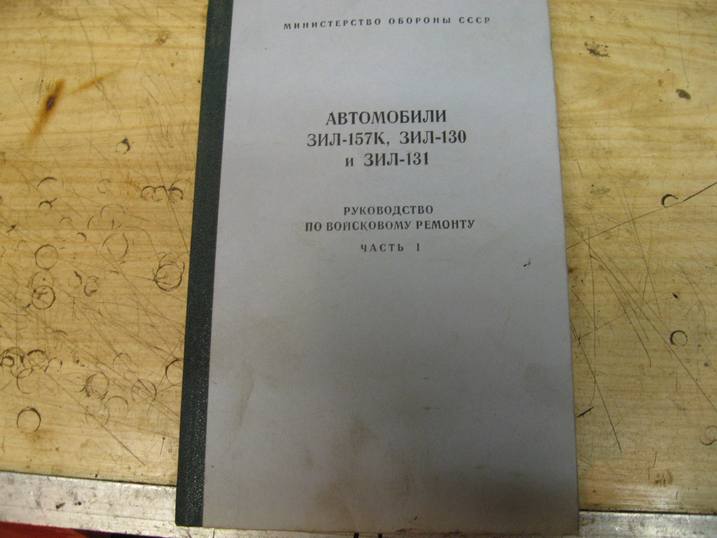 МИНИСТЕРСТВО ОБОРОНЫ СССР
АВТОМОБИЛИ
ЗИЛ-157К, ЗИЛ-130
и ЗИЛ-131
РУКОВОДСТВО
ПО ВОЙСКОВОМУ РЕМОНТУ
ЧАСТЬ I